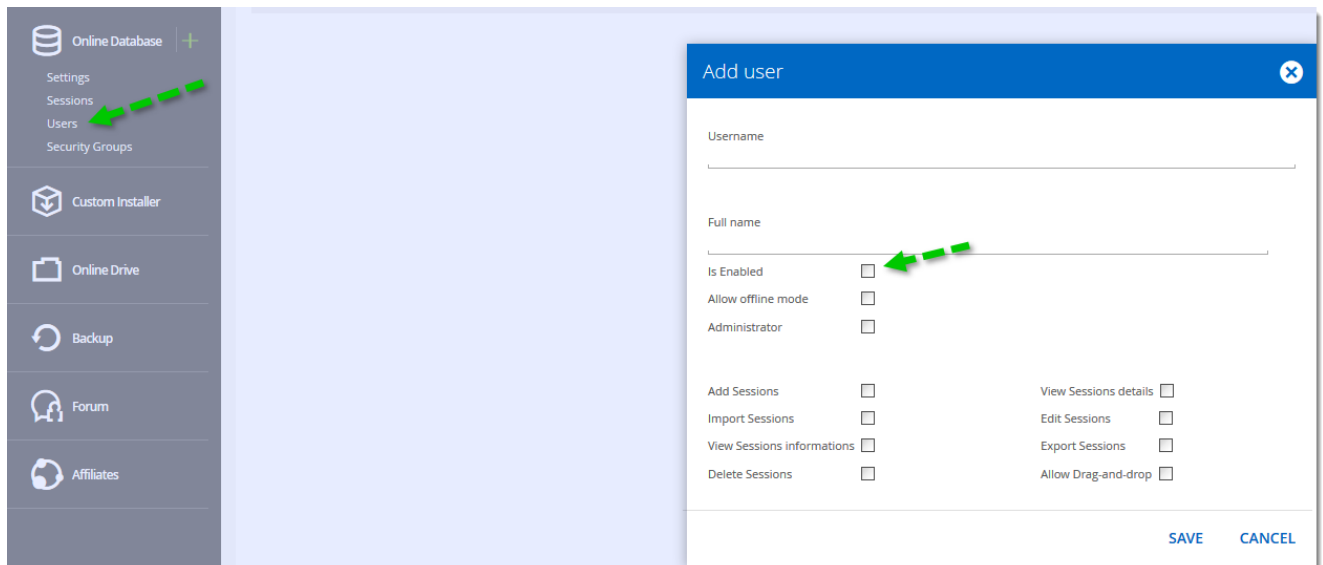 Online Database
Settings
Sessions
Users
Security Groups
Custom Installer
Online Drive
Backup
Forum
Affiliates
Add user
Username
Full name
Is Enabled
Allow offline mode
Administrator
Add Sessions View Sessions details
Import Sessions Edit Sessions
View Sessions informations Export Sessions
Delete Sessions Allow Drag-and-drop
SAVE CANCEL